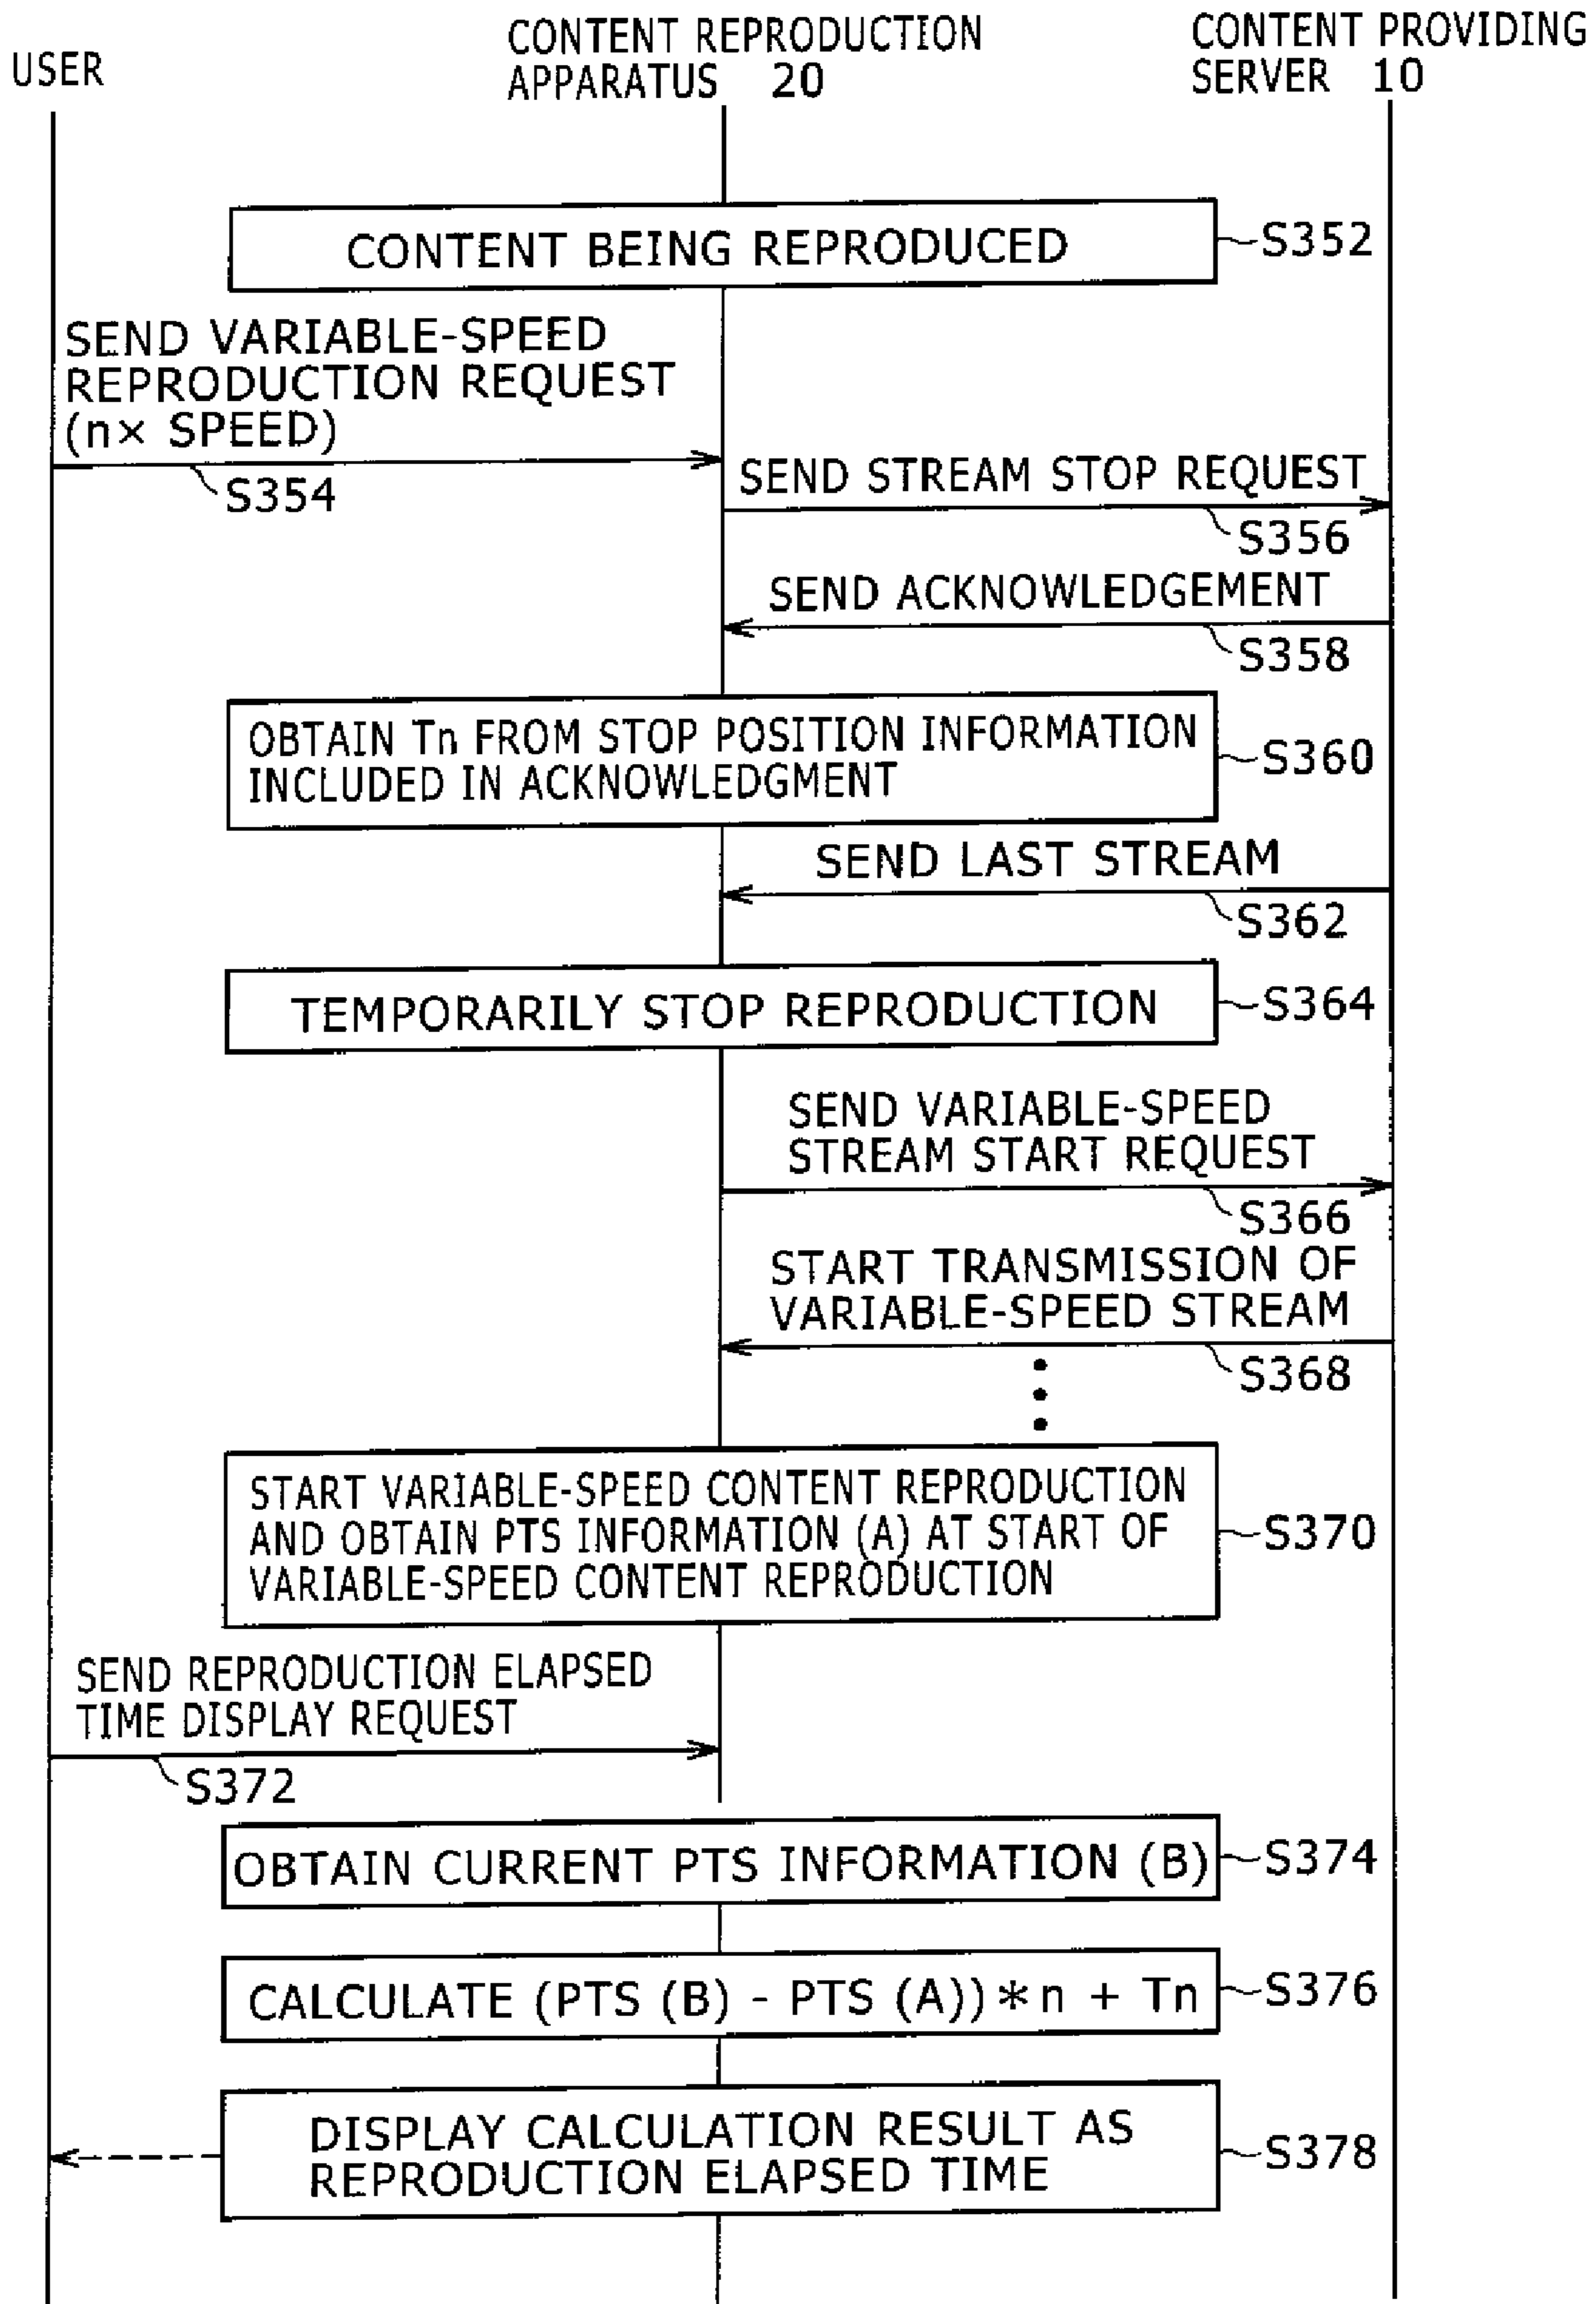 USER
CONTENT REPRODUCTION
APPARATUS 20
CONTENT PROVIDING
SERVER 10
CONTENT BEING REPRODUCED
S352
SEND VARIABLE-SPEED
REPRODUCTION REQUEST
(n× SPEED)
S354
SEND STREAM STOP REQUEST
S356
SEND ACKNOWLEDGEMENT
S358
OBTAIN Tn FROM STOP POSITION INFORMATION
INCLUDED IN ACKNOWLEDGMENT
S360
SEND LAST STREAM
S362
TEMPORARILY STOP REPRODUCTION
S364
SEND VARIABLE-SPEED
STREAM START REQUEST
S366
START TRANSMISSION OF
VARIABLE-SPEED STREAM
S368
START VARIABLE-SPEED CONTENT REPRODUCTION
AND OBTAIN PTS INFORMATION (A) AT START OF
VARIABLE-SPEED CONTENT REPRODUCTION
S370
SEND REPRODUCTION ELAPSED
TIME DISPLAY REQUEST
S372
OBTAIN CURRENT PTS INFORMATION (B)
S374
CALCULATE (PTS (B) - PTS (A)) * n + Tn
S376
DISPLAY CALCULATION RESULT AS
REPRODUCTION ELAPSED TIME
S378